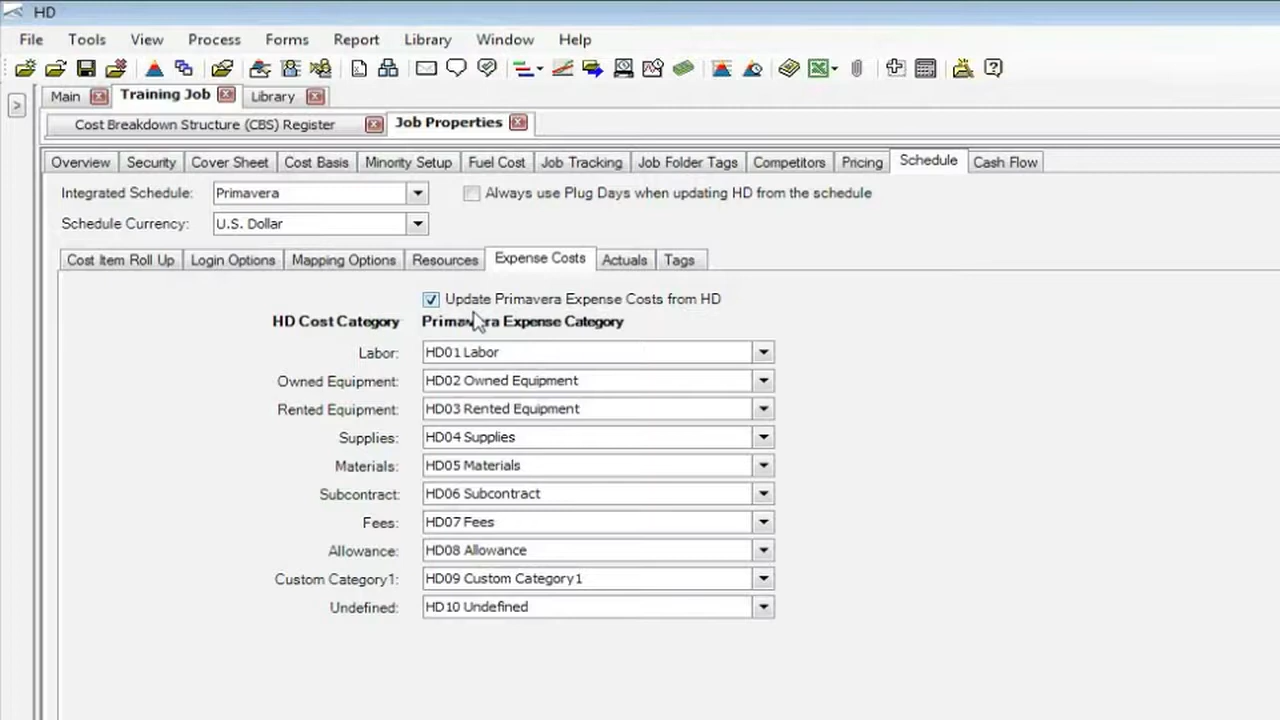 HD
File Tools View Process Forms Report Library Window Help
Main Training Job Library
Cost Breakdown Structure (CBS) Register Job Properties
Overview Security Cover Sheet Cost Basis Minority Setup Fuel Cost Job Tracking Job Folder Tags Competitors Pricing Schedule Cash Flow
Integrated Schedule: Primavera Always use Plug Days when updating HD from the schedule
Schedule Currency: U.S. Dollar
Cost Item Roll Up Login Options Mapping Options Resources Expense Costs Actuals Tags
Update Primavera Expense Costs from HD
HD Cost Category Primavera Expense Category
Labor: HD01 Labor
Owned Equipment: HD02 Owned Equipment
Rented Equipment: HD03 Rented Equipment
Supplies: HD04 Supplies
Materials: HD05 Materials
Subcontract: HD06 Subcontract
Fees: HD07 Fees
Allowance: HD08 Allowance
Custom Category1: HD09 Custom Category1
Undefined: HD10 Undefined